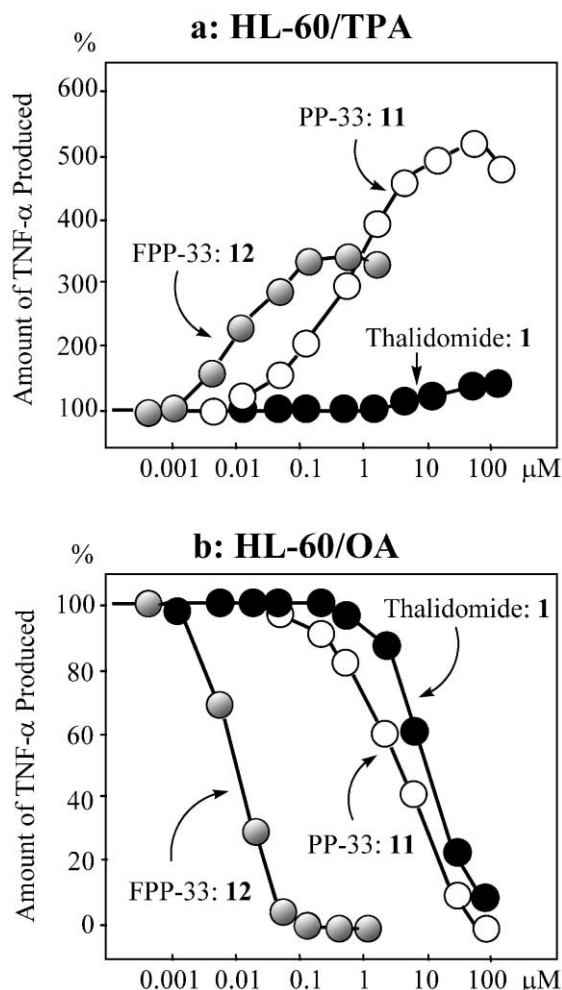 a: HL-60/TPA
%
600
500
400
300
200
100
Amount of TNF-α Produced
PP-33: 11
FPP-33: 12
Thalidomide: 1
0.001 0.01 0.1 1 10 100 μM
b: HL-60/OA
%
100
80
60
40
20
0
Amount of TNF-α Produced
Thalidomide: 1
PP-33: 11
FPP-33: 12
0.001 0.01 0.1 1 10 100 μM